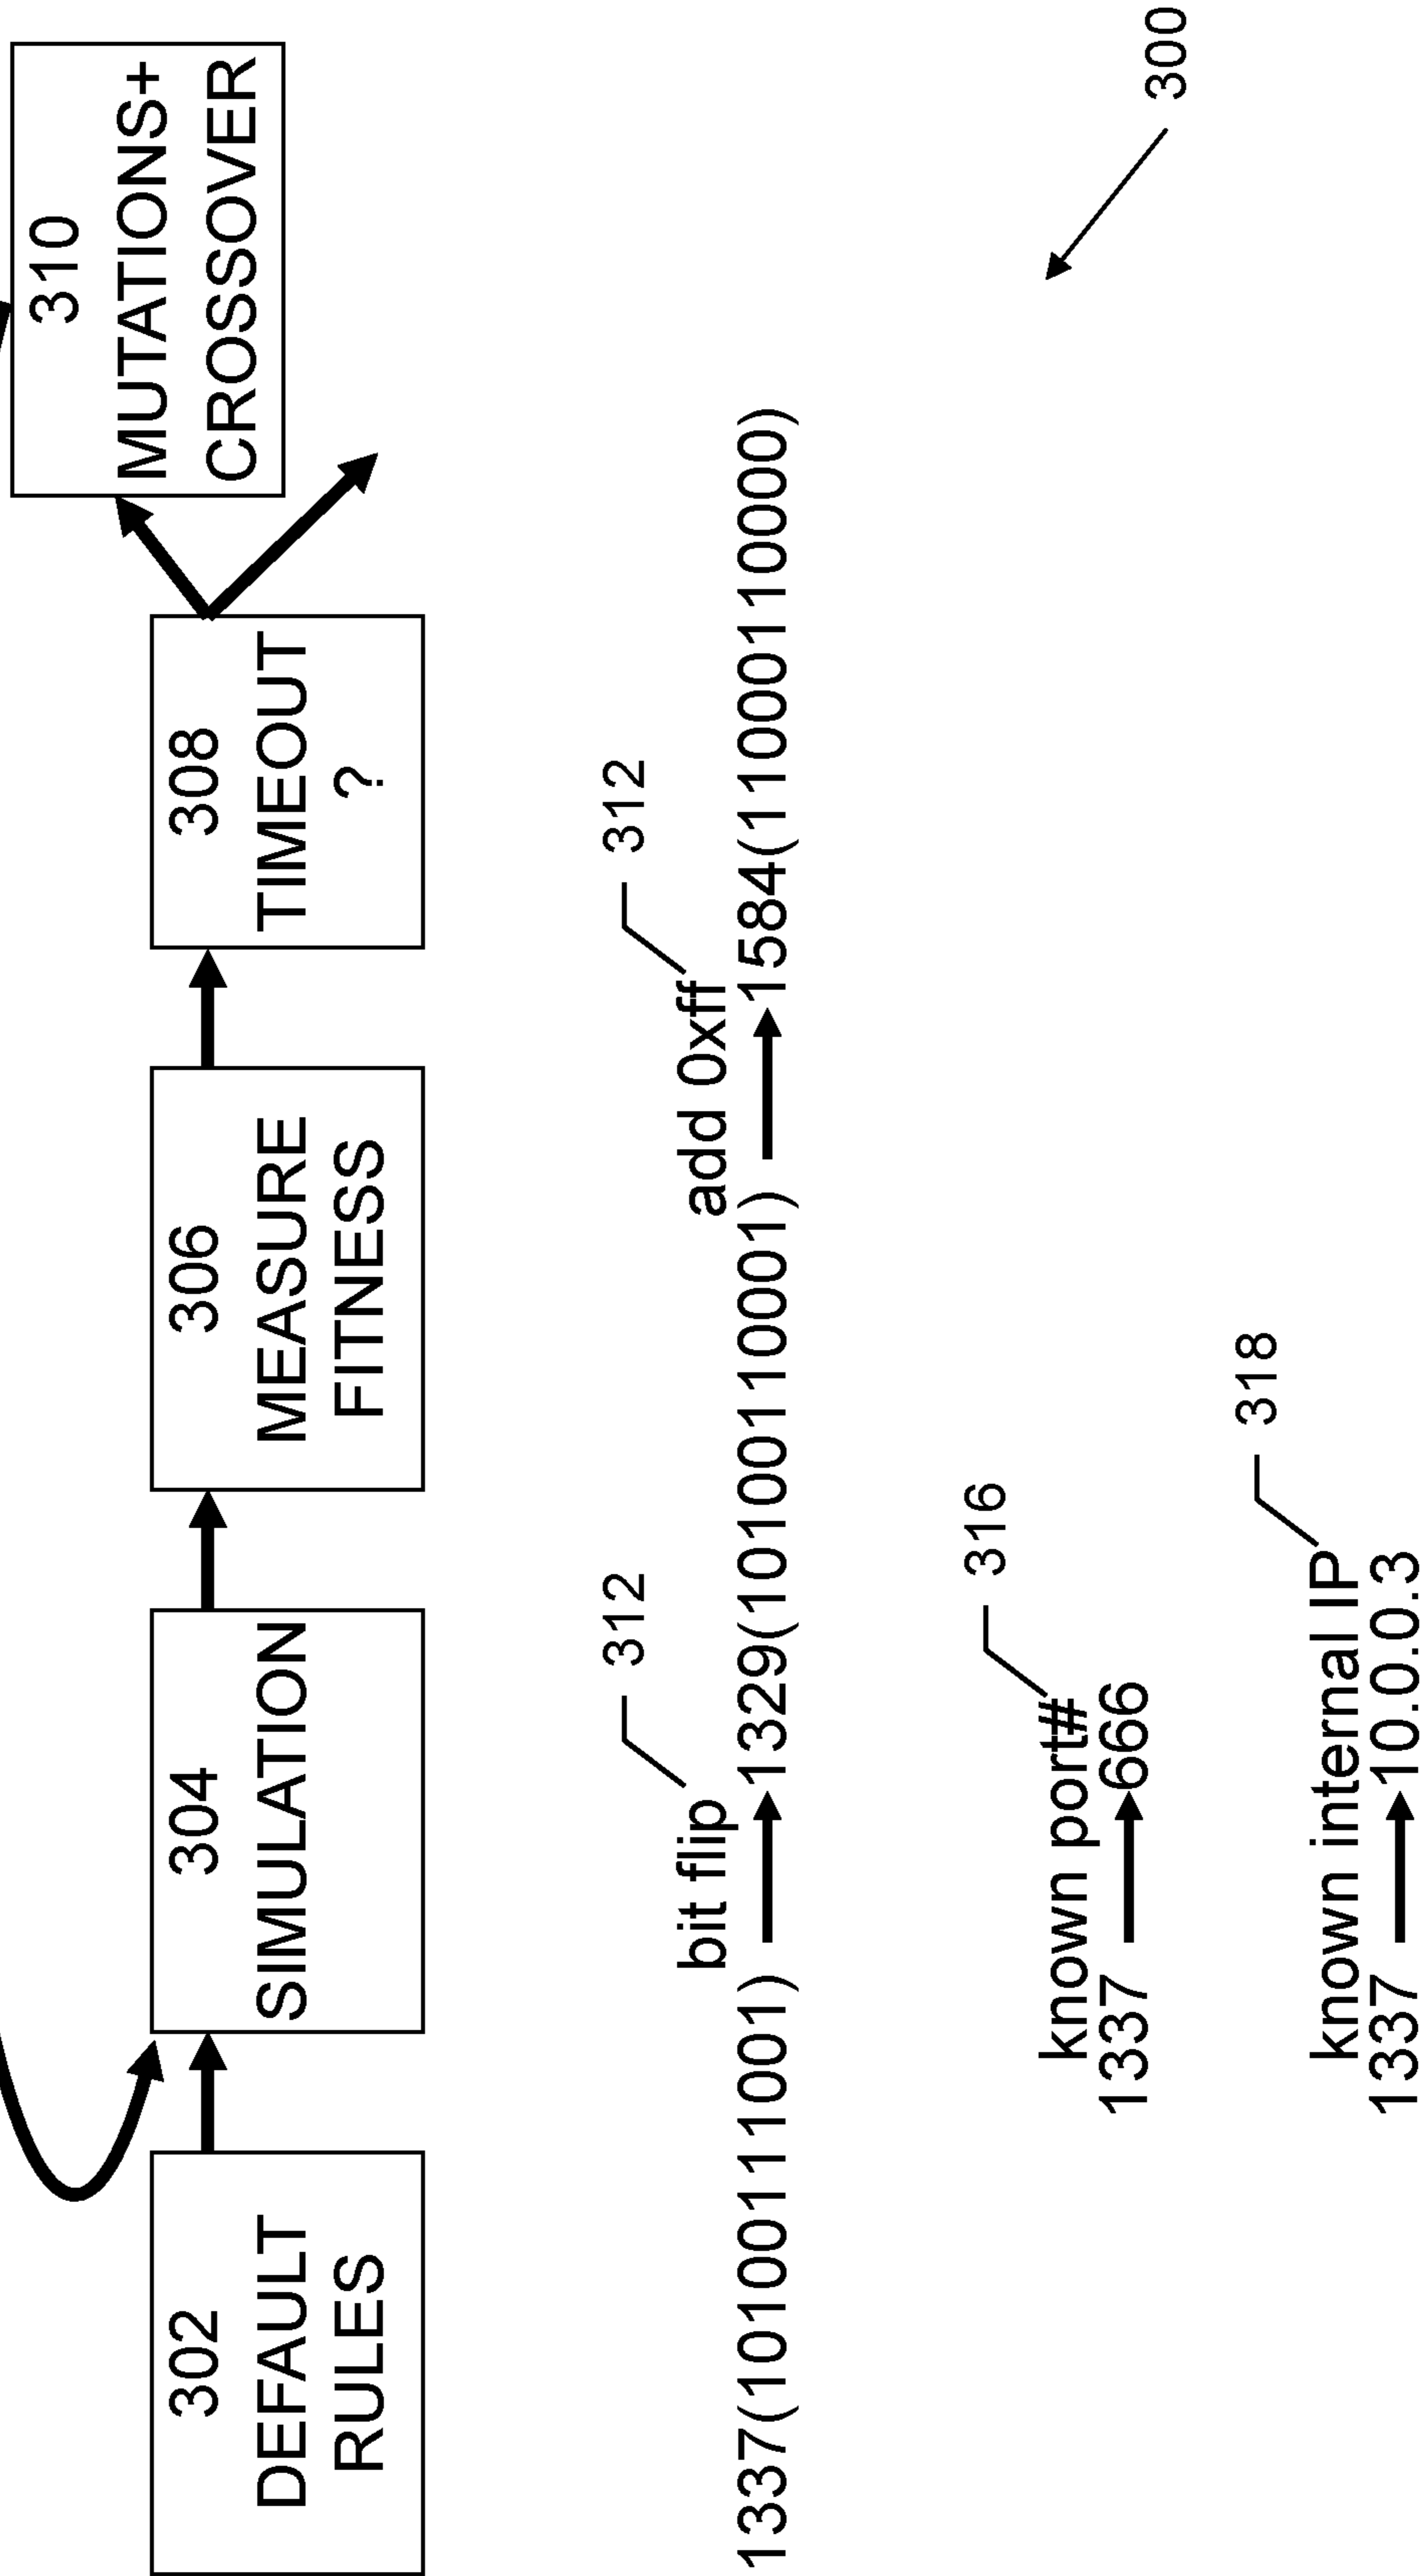 302
DEFAULT
RULES
304
SIMULATION
306
MEASURE
FITNESS
308
TIMEOUT
?
310
MUTATIONS+
CROSSOVER
312
312
bit flip
add 0xff
1337(10100111001) 1329(10100110001) 1584(11000110000)
316
known port#
1337 666
318
known internal IP
1337 10.0.0.3
300